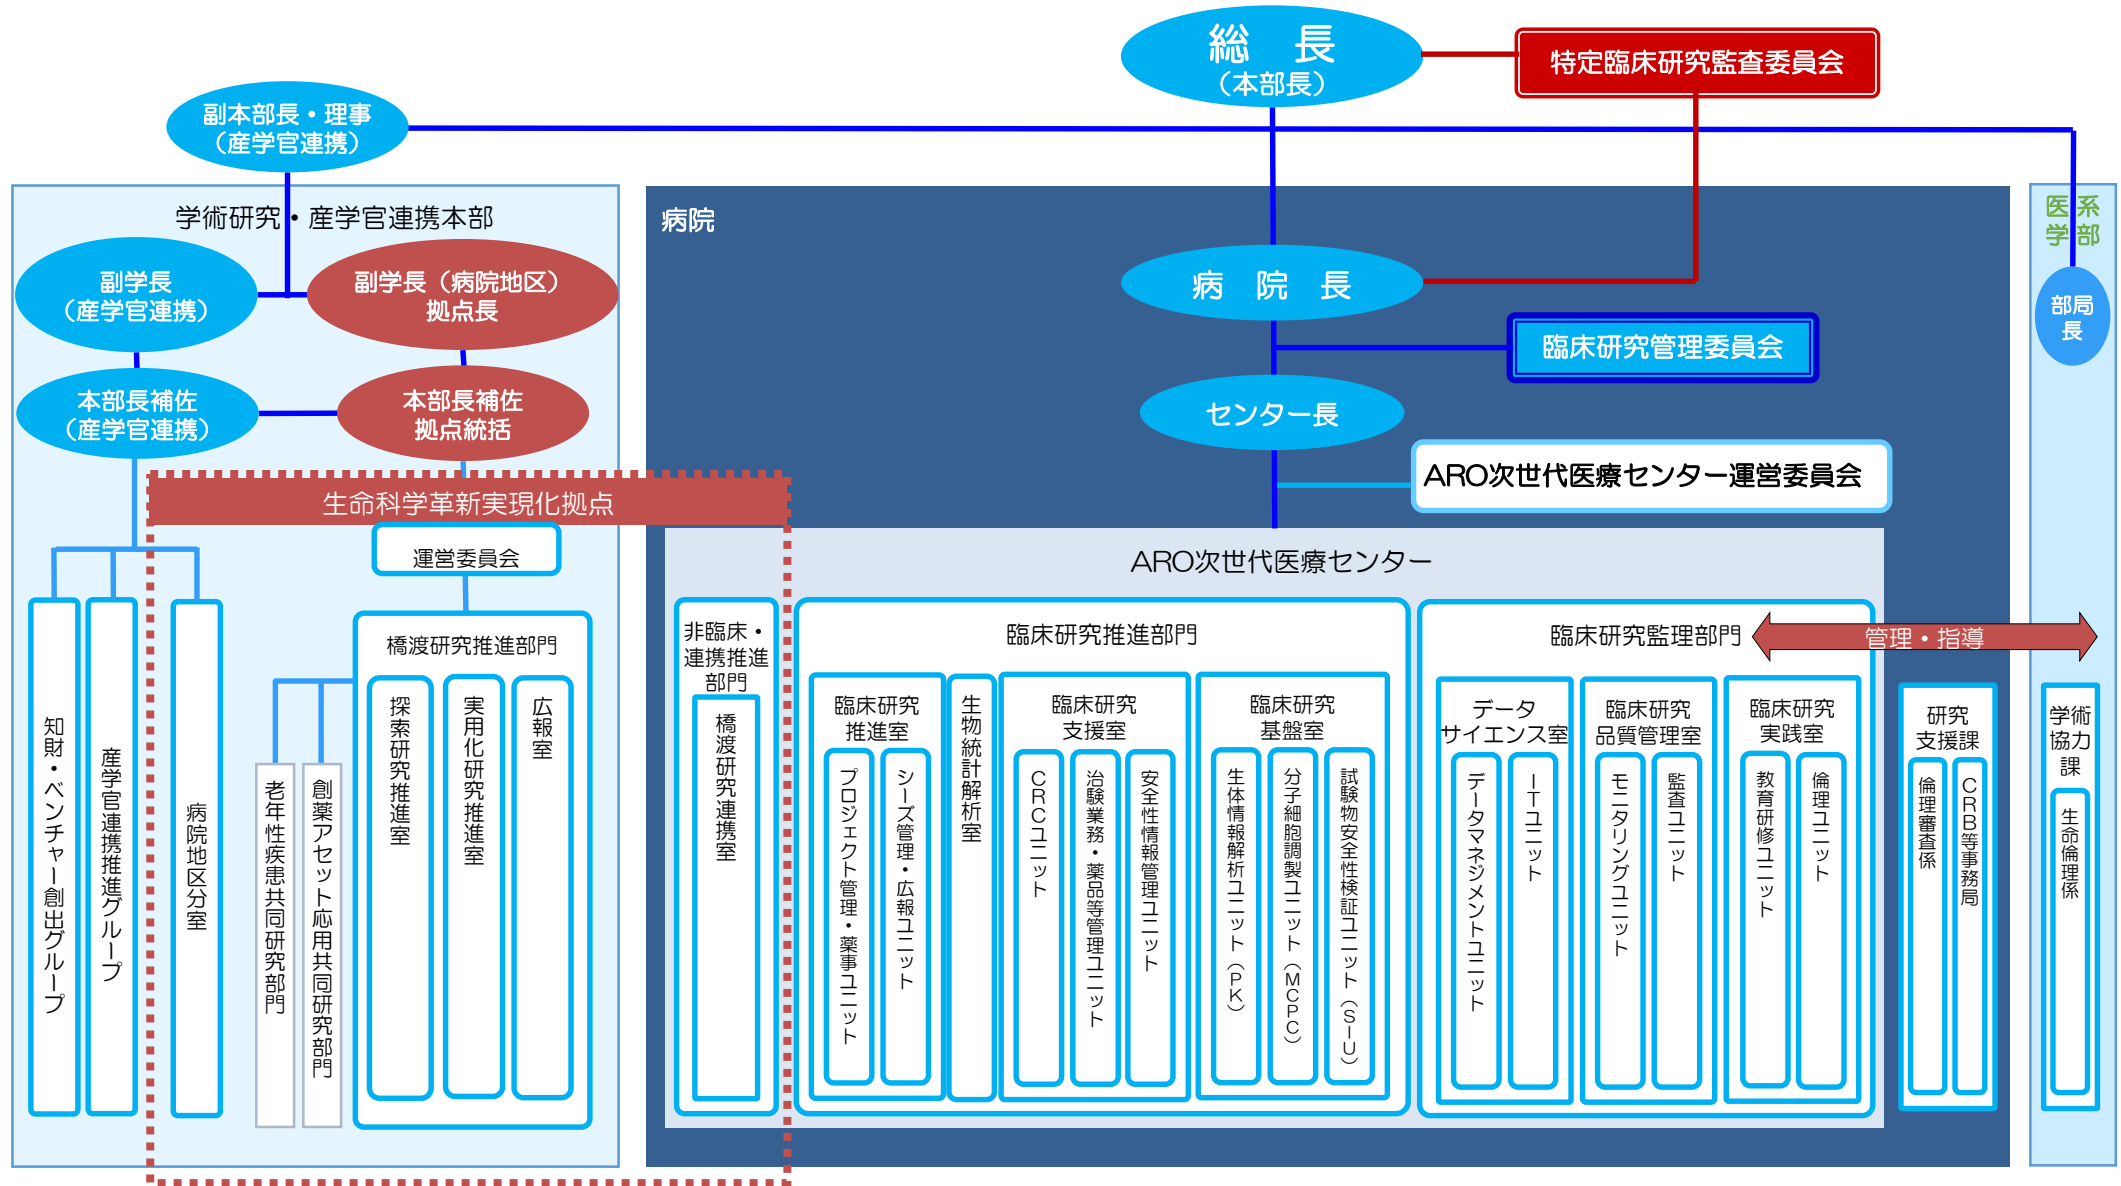 総　長
（本部長）
特定臨床研究監査委員会
副本部長・理事
（産学官連携）
学術研究・産学官連携本部
病院
医系
学部
副学長
（産学官連携）
副学長（病院地区）
拠点長
病　院　長
部局
長
臨床研究管理委員会
本部長補佐
（産学官連携）
本部長補佐
拠点統括
センター長
ARO次世代医療センター運営委員会
生命科学革新実現化拠点
運営委員会
ARO次世代医療センター
橋渡研究推進部門
非臨床・
連携推進
部門
臨床研究推進部門
臨床研究監理部門
管理・指導
知財・ベンチャー創出グループ
産学官連携推進グループ
病院地区分室
老年性疾患共同研究部門
創薬アセット応用共同研究部門
探索研究推進室
実用化研究推進室
広報室
橋渡研究連携室
臨床研究
推進室
プロジェクト管理・薬事ユニット
シーズ管理・広報ユニット
生物統計解析室
臨床研究
支援室
CRCユニット
治験業務・薬品等管理ユニット
安全性情報管理ユニット
臨床研究
基盤室
生体情報解析ユニット（PK）
分子細胞調製ユニット（MCPC）
試験物安全性検証ユニット（SIU）
データ
サイエンス室
データマネジメントユニット
ITユニット
臨床研究
品質管理室
モニタリングユニット
監査ユニット
臨床研究
実践室
教育研修ユニット
倫理ユニット
研究
支援課
倫理審査係
CRB等事務局
学術
協力
課
生命倫理係